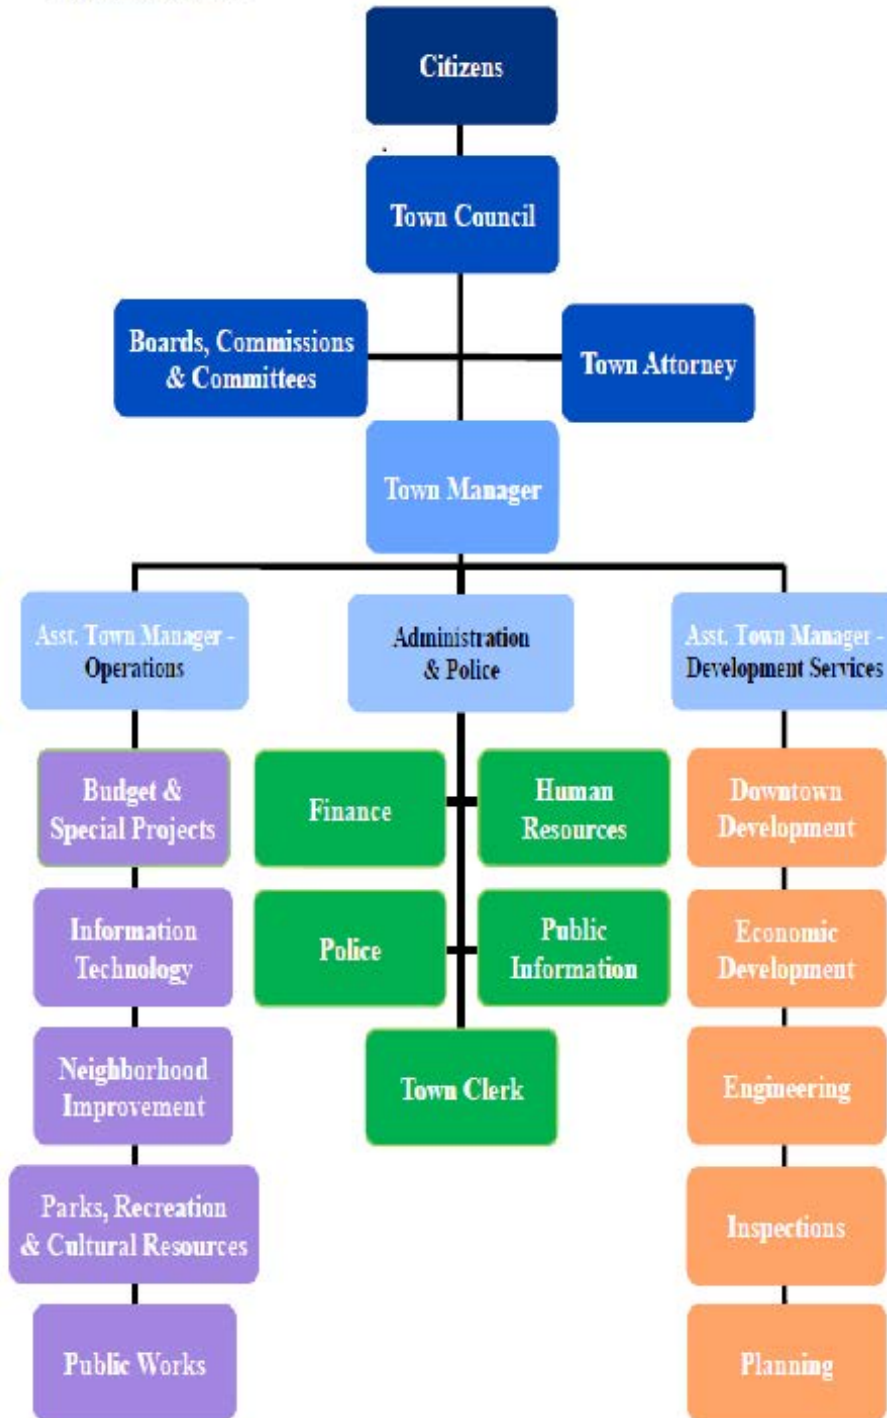 Citizens
Town Council
Boards, Commissions
& Committees
Town Attorney
Town Manager
Asst. Town Manager -
Operations
Administration
& Police
Asst. Town Manager -
Development Services
Budget &
Special Projects
Finance
Human
Resources
Downtown
Development
Information
Technology
Police
Public
Information
Economic
Development
Neighborhood
Improvement
Town Clerk
Engineering
Parks, Recreation
& Cultural Resources
Inspections
Public Works
Planning